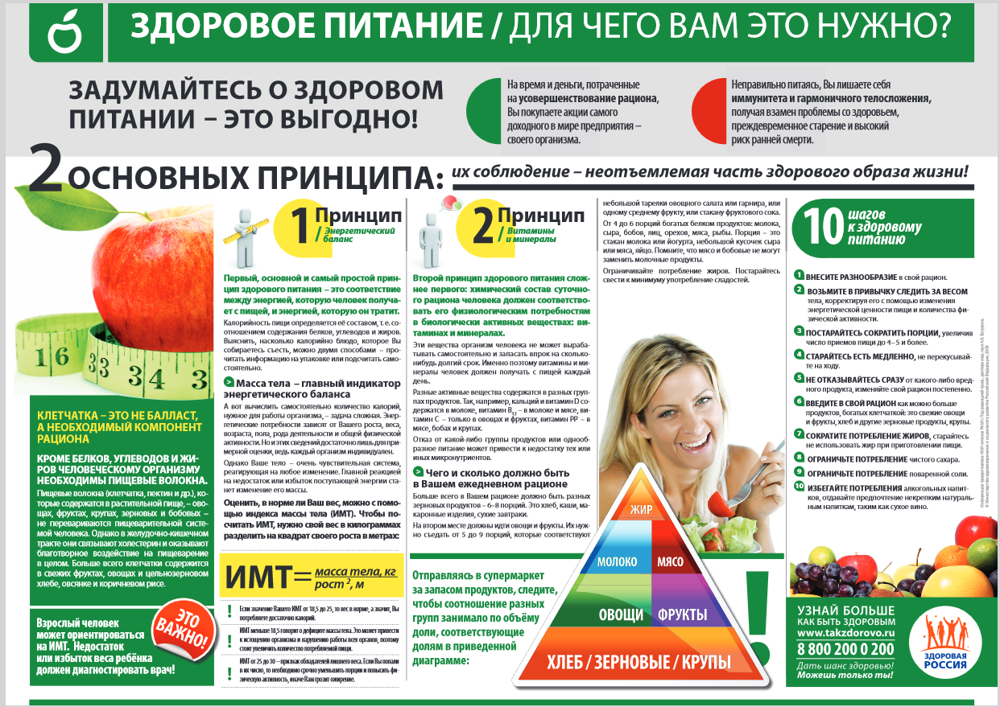 ЗДОРОВОЕ ПИТАНИЕ / ДЛЯ ЧЕГО ВАМ ЭТО НУЖНО?
ЗАДУМАЙТЕСЬ О ЗДОРОВОМ
ПИТАНИИ – ЭТО ВЫГОДНО!
На время и деньги, потраченные
на усовершенствование рациона,
Вы покупаете акции самого
доходного в мире предприятия –
своего организма.
Неправильно питаясь, Вы лишаете себя
иммунитета и гармоничного телосложения,
получая взамен проблемы со здоровьем,
преждевременное старение и высокий
риск ранней смерти.
2 ОСНОВНЫХ ПРИНЦИПА: их соблюдение – неотъемлемая часть здорового образа жизни!
16
33
34
3
КЛЕТЧАТКА – ЭТО НЕ БАЛЛАСТ,
А НЕОБХОДИМЫЙ КОМПОНЕНТ
РАЦИОНА
КРОМЕ БЕЛКОВ, УГЛЕВОДОВ И ЖИ-
РОВ ЧЕЛОВЕЧЕСКОМУ ОРГАНИЗМУ
НЕОБХОДИМЫ ПИЩЕВЫЕ ВОЛОКНА.
Пищевые волокна (клетчатка, пектин и др.), ко-
торые содержатся в растительной пище, – ово-
щах, фруктах, крупах, зерновых и бобовых –
не перевариваются пищеварительной систе-
мой человека. Однако в желудочно-кишечном
тракте они связывают холестерин и оказывают
благотворное воздействие на пищеварение
в целом. Больше всего клетчатки содержится
в свежих фруктах, овощах и цельнозерновом
хлебе, овсянке и коричневом рисе.
Взрослый человек
может ориентироваться
на ИМТ. Недостаток
или избыток веса ребёнка
должен диагностировать врач!
ЭТО
ВАЖНО!
1 Принцип
/ Энергетический
баланс
Первый, основной и самый простой прин-
цип здорового питания – это соответствие
между энергией, которую человек получа-
ет с пищей, и энергией, которую он тратит.
Калорийность пищи определяется её составом, т. е. со-
отношением содержания белков, углеводов и жиров.
Выяснить, насколько калорийно блюдо, которое Вы
собираетесь съесть, можно двумя способами – про-
читать информацию на упаковке или подсчитать само-
стоятельно.
> Масса тела – главный индикатор
энергетического баланса
А вот вычислить самостоятельно количество калорий,
нужное для работы организма, – задача сложная. Энер-
гетические потребности зависят от Вашего роста, веса,
возраста, пола, рода деятельности и общей физической
активности. Но и этих сведений достаточно лишь для при-
мерной оценки, ведь каждый организм индивидуален.
Однако Ваше тело – очень чувствительная система,
реагирующая на любое изменение. Главной реакцией
на недостаток или избыток поступающей энергии ста-
нет изменение его массы.
Оценить, в норме ли Ваш вес, можно с помо-
щью индекса массы тела (ИМТ). Чтобы по-
считать ИМТ, нужно свой вес в килограммах
разделить на квадрат своего роста в метрах:
ИМТ= масса тела, кг
рост ², м
! Если значение Вашего ИМТ от 18,5 до 25, то вес в норме, а значит, Вы
потребляете достаточно калорий.
! ИМТ меньше 18,5 говорит о дефиците массы тела. Это может привести
к истощению организма и нарушению работы всех органов, поэтому
стоит увеличить количество потребляемой пищи.
! ИМТ от 25 до 30 – признак обладателей лишнего веса. Если Вы попали
в их число, то необходимо срочно уменьшить порции и повысить фи-
зическую активность, иначе Вам грозит ожирение.
2 Принцип
/ Витамины
и минералы
Второй принцип здорового питания слож-
нее первого: химический состав суточно-
го рациона человека должен соответство-
вать его физиологическим потребностям
в биологически активных веществах: ви-
таминах и минералах.
Эти вещества организм человека не может выраба-
тывать самостоятельно и запасать впрок на сколько-
нибудь долгий срок. Именно поэтому витамины и ми-
нералы человек должен получать с пищей каждый
день.
Разные активные вещества содержатся в разных груп-
пах продуктов. Так, например, кальций и витамин D со-
держатся в молоке, витамин B₁₂ – в молоке и мясе, ви-
тамин C – только в овощах и фруктах, витамин PP – в
мясе, бобах и крупах.
Отказ от какой-либо группы продуктов или однооб-
разное питание может привести к недостатку тех или
иных микронутриентов.
> Чего и сколько должно быть
в Вашем ежедневном рационе
Больше всего в Вашем рационе должно быть разных
зерновых продуктов – 6–8 порций. Это хлеб, каши, ма-
каронные изделия, сухие завтраки.
На втором месте должны идти овощи и фрукты. Их нуж-
но съедать от 5 до 9 порций, которые соответствуют
небольшой тарелки овощного салата или гарнира, или
одному среднему фрукту, или стакану фруктового сока.
От 4 до 6 порций богатых белком продуктов: молока,
сыра, бобов, яиц, орехов, мяса, рыбы. Порция – это
стакан молока или йогурта, небольшой кусочек сыра
или мяса, яйцо. Помните, что мясо и бобовые не могут
заменить молочные продукты.
Ограничивайте потребление жиров. Постарайтесь
свести к минимуму употребление сладостей.
Отправляясь в супермаркет
за запасом продуктов, следите,
чтобы соотношение разных
групп занимало по объёму
доли, соответствующие
долям в приведенной
диаграмме:
ЖИР
МОЛОКО МЯСО
ОВОЩИ ФРУКТЫ
ХЛЕБ / ЗЕРНОВЫЕ / КРУПЫ
!
10 шагов
к здоровому
питанию
1 ВНЕСИТЕ РАЗНООБРАЗИЕ в свой рацион.
2 ВОЗЬМИТЕ В ПРИВЫЧКУ СЛЕДИТЬ ЗА ВЕСОМ
тела, корректируя его с помощью изменения
энергетической ценности пищи и количества фи-
зической активности.
3 ПОСТАРАЙТЕСЬ СОКРАТИТЬ ПОРЦИИ, увеличив
число приемов пищи до 4–5 и более.
4 СТАРАЙТЕСЬ ЕСТЬ МЕДЛЕННО, не перекусывай-
те на ходу.
5 НЕ ОТКАЗЫВАЙТЕСЬ СРАЗУ от какого-либо вред-
ного продукта, изменяйте свой рацион постепенно.
6 ВВЕДИТЕ В СВОЙ РАЦИОН как можно больше
продуктов, богатых клетчаткой: это свежие овощи
и фрукты, хлеб и другие зерновые продукты, крупы.
7 СОКРАТИТЕ ПОТРЕБЛЕНИЕ ЖИРОВ, старайтесь
не использовать жир при приготовлении пищи.
8 ОГРАНИЧЬТЕ ПОТРЕБЛЕНИЕ чистого сахара.
9 ОГРАНИЧЬТЕ ПОТРЕБЛЕНИЕ поваренной соли.
10 ИЗБЕГАЙТЕ ПОТРЕБЛЕНИЯ алкогольных напит-
ков, отдавайте предпочтение некрепким натураль-
ным напиткам, таким как сухое вино.
УЗНАЙ БОЛЬШЕ
КАК БЫТЬ ЗДОРОВЫМ
www.takzdorovo.ru
8 800 200 0 200
Дать шанс здоровью!
Можешь только ты!
ЗДОРОВАЯ
РОССИЯ